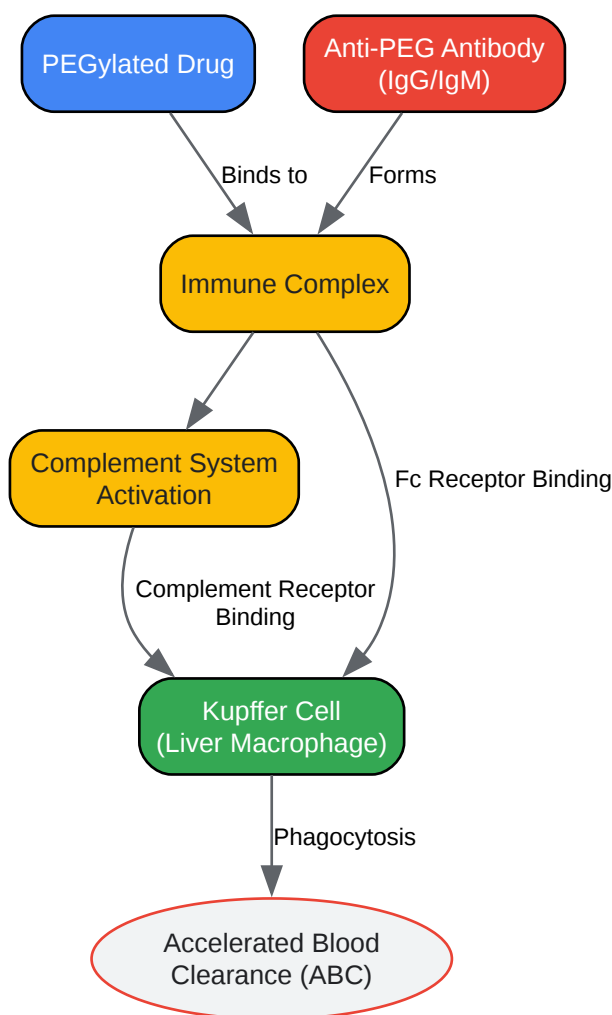 PEGylated Drug
Anti-PEG Antibody
(IgG/IgM)
Binds to
Forms
Immune Complex
Complement System
Activation
Fc Receptor Binding
Complement Receptor
Binding
Kupffer Cell
(Liver Macrophage)
Phagocytosis
Accelerated Blood
Clearance (ABC)